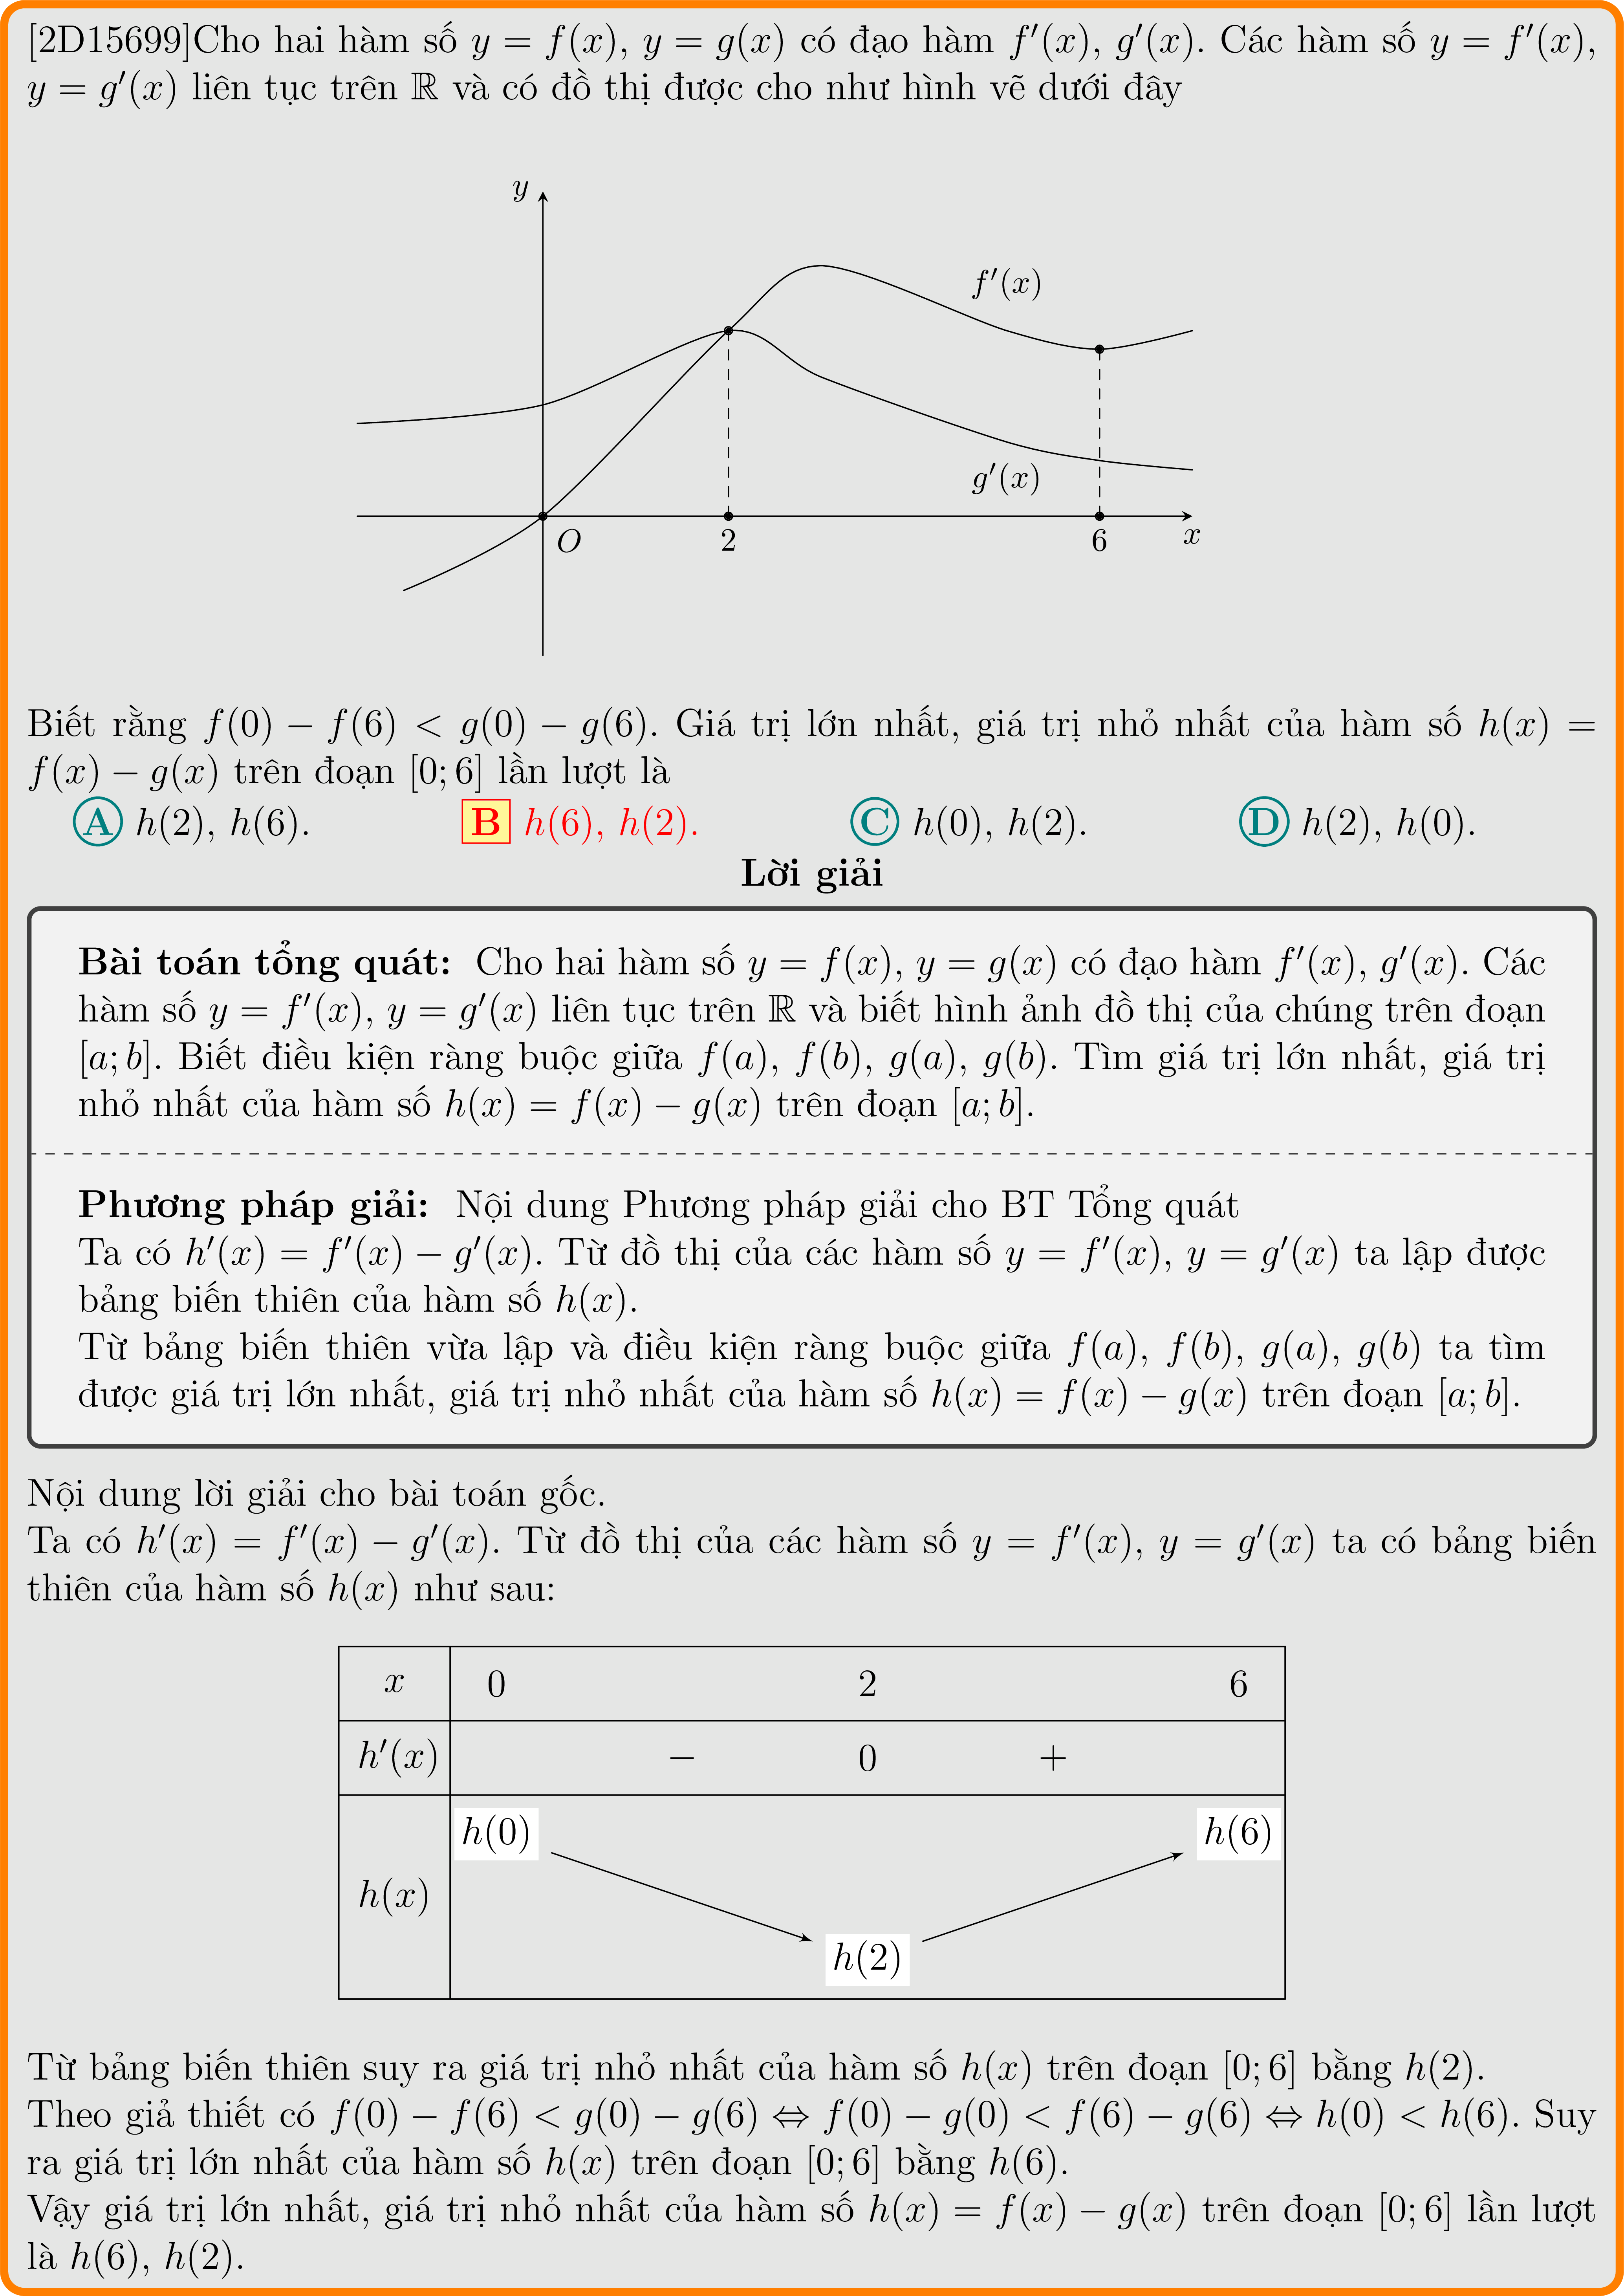 [2D15699]Cho hai hàm số y = f(x), y = g(x) có đạo hàm f′(x), g′(x). Các hàm số y = f′(x),
y = g′(x) liên tục trên ℝ và có đồ thị được cho như hình vẽ dưới đây
y
f′(x)
g′(x)
O
2
6
x
Biết rằng f(0) − f(6) < g(0) − g(6). Giá trị lớn nhất, giá trị nhỏ nhất của hàm số h(x) =
f(x) − g(x) trên đoạn [0; 6] lần lượt là
A h(2), h(6). B h(6), h(2). C h(0), h(2). D h(2), h(0).
Lời giải
Bài toán tổng quát: Cho hai hàm số y = f(x), y = g(x) có đạo hàm f′(x), g′(x). Các
hàm số y = f′(x), y = g′(x) liên tục trên ℝ và biết hình ảnh đồ thị của chúng trên đoạn
[a; b]. Biết điều kiện ràng buộc giữa f(a), f(b), g(a), g(b). Tìm giá trị lớn nhất, giá trị
nhỏ nhất của hàm số h(x) = f(x) − g(x) trên đoạn [a; b].
Phương pháp giải: Nội dung Phương pháp giải cho BT Tổng quát
Ta có h′(x) = f′(x) − g′(x). Từ đồ thị của các hàm số y = f′(x), y = g′(x) ta lập được
bảng biến thiên của hàm số h(x).
Từ bảng biến thiên vừa lập và điều kiện ràng buộc giữa f(a), f(b), g(a), g(b) ta tìm
được giá trị lớn nhất, giá trị nhỏ nhất của hàm số h(x) = f(x) − g(x) trên đoạn [a; b].
Nội dung lời giải cho bài toán gốc.
Ta có h′(x) = f′(x) − g′(x). Từ đồ thị của các hàm số y = f′(x), y = g′(x) ta có bảng biến
thiên của hàm số h(x) như sau:
x 0 2 6
h′(x) − 0 +
h(0) h(6)
h(x)
h(2)
Từ bảng biến thiên suy ra giá trị nhỏ nhất của hàm số h(x) trên đoạn [0; 6] bằng h(2).
Theo giả thiết có f(0) − f(6) < g(0) − g(6) ⇔ f(0) − g(0) < f(6) − g(6) ⇔ h(0) < h(6). Suy
ra giá trị lớn nhất của hàm số h(x) trên đoạn [0; 6] bằng h(6).
Vậy giá trị lớn nhất, giá trị nhỏ nhất của hàm số h(x) = f(x) − g(x) trên đoạn [0; 6] lần lượt
là h(6), h(2).